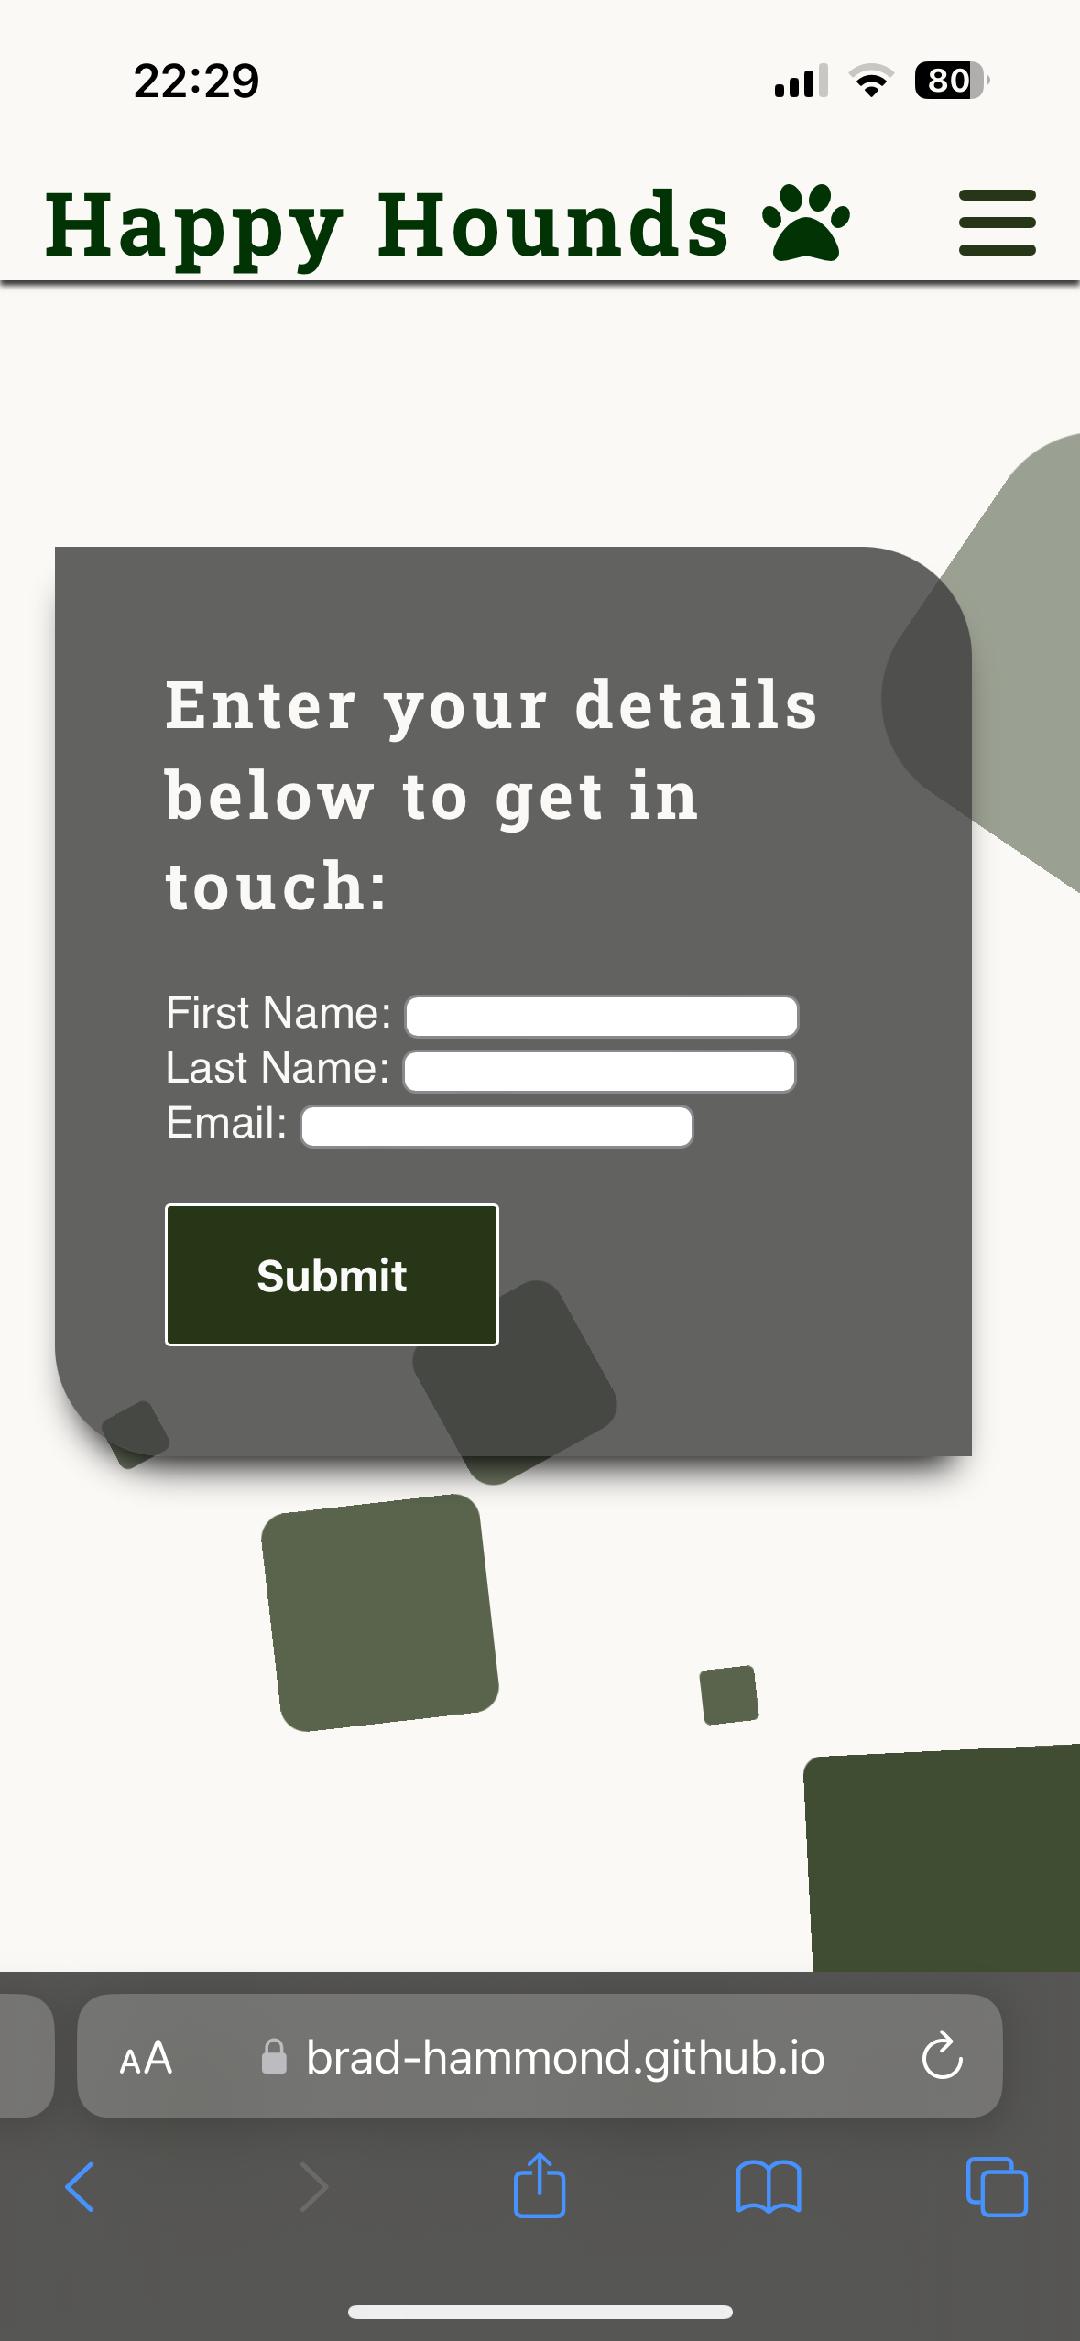 22:29
80
Happy Hounds
Enter your details
below to get in
touch:
First Name:
Last Name:
Email:
Submit
AA
brad-hammond.github.io